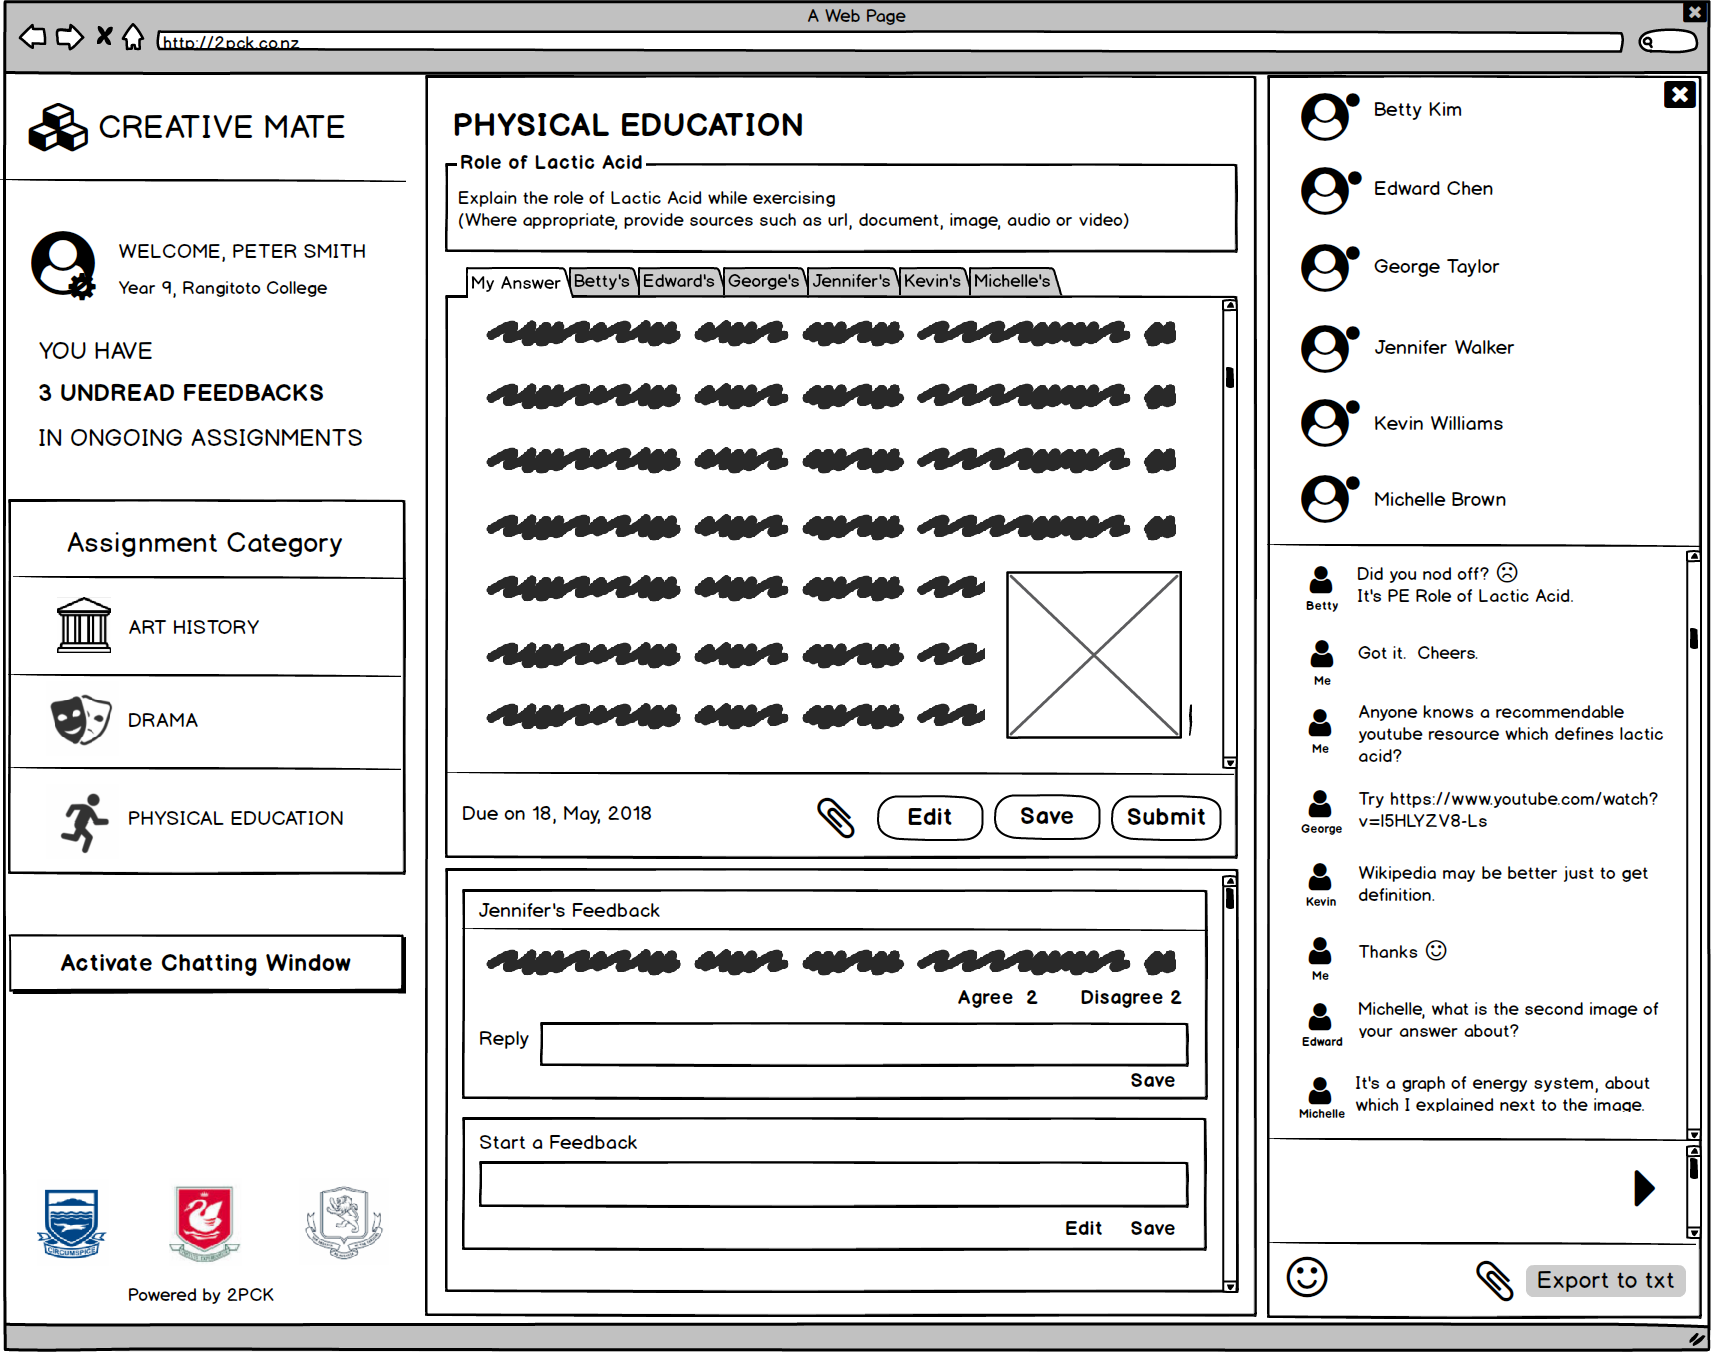 A Web Page
http://2pck.co.nz
CREATIVE MATE
WELCOME, PETER SMITH
Year 9, Rangitoto College
YOU HAVE
3 UNDREAD FEEDBACKS
IN ONGOING ASSIGNMENTS
Assignment Category
ART HISTORY
DRAMA
PHYSICAL EDUCATION
Activate Chatting Window
CIRCUMSPICE
Powered by 2PCK
PHYSICAL EDUCATION
Role of Lactic Acid
Explain the role of Lactic Acid while exercising
(Where appropriate, provide sources such as url, document, image, audio or video)
My Answer Betty's Edward's George's Jennifer's Kevin's Michelle's
Due on 18, May, 2018
Edit Save Submit
Jennifer's Feedback
Agree 2 Disagree 2
Reply
Save
Start a Feedback
Edit Save
Betty Kim
Edward Chen
George Taylor
Jennifer Walker
Kevin Williams
Michelle Brown
Did you nod off? ☹
It's PE Role of Lactic Acid.
Betty
Got it. Cheers.
Me
Anyone knows a recommendable
youtube resource which defines lactic
acid?
Me
Try https://www.youtube.com/watch?
v=I5HLYZV8-Ls
George
Wikipedia may be better just to get
definition.
Kevin
Thanks ☺
Me
Michelle, what is the second image of
your answer about?
Edward
It's a graph of energy system, about
which I explained next to the image.
Michelle
Export to txt